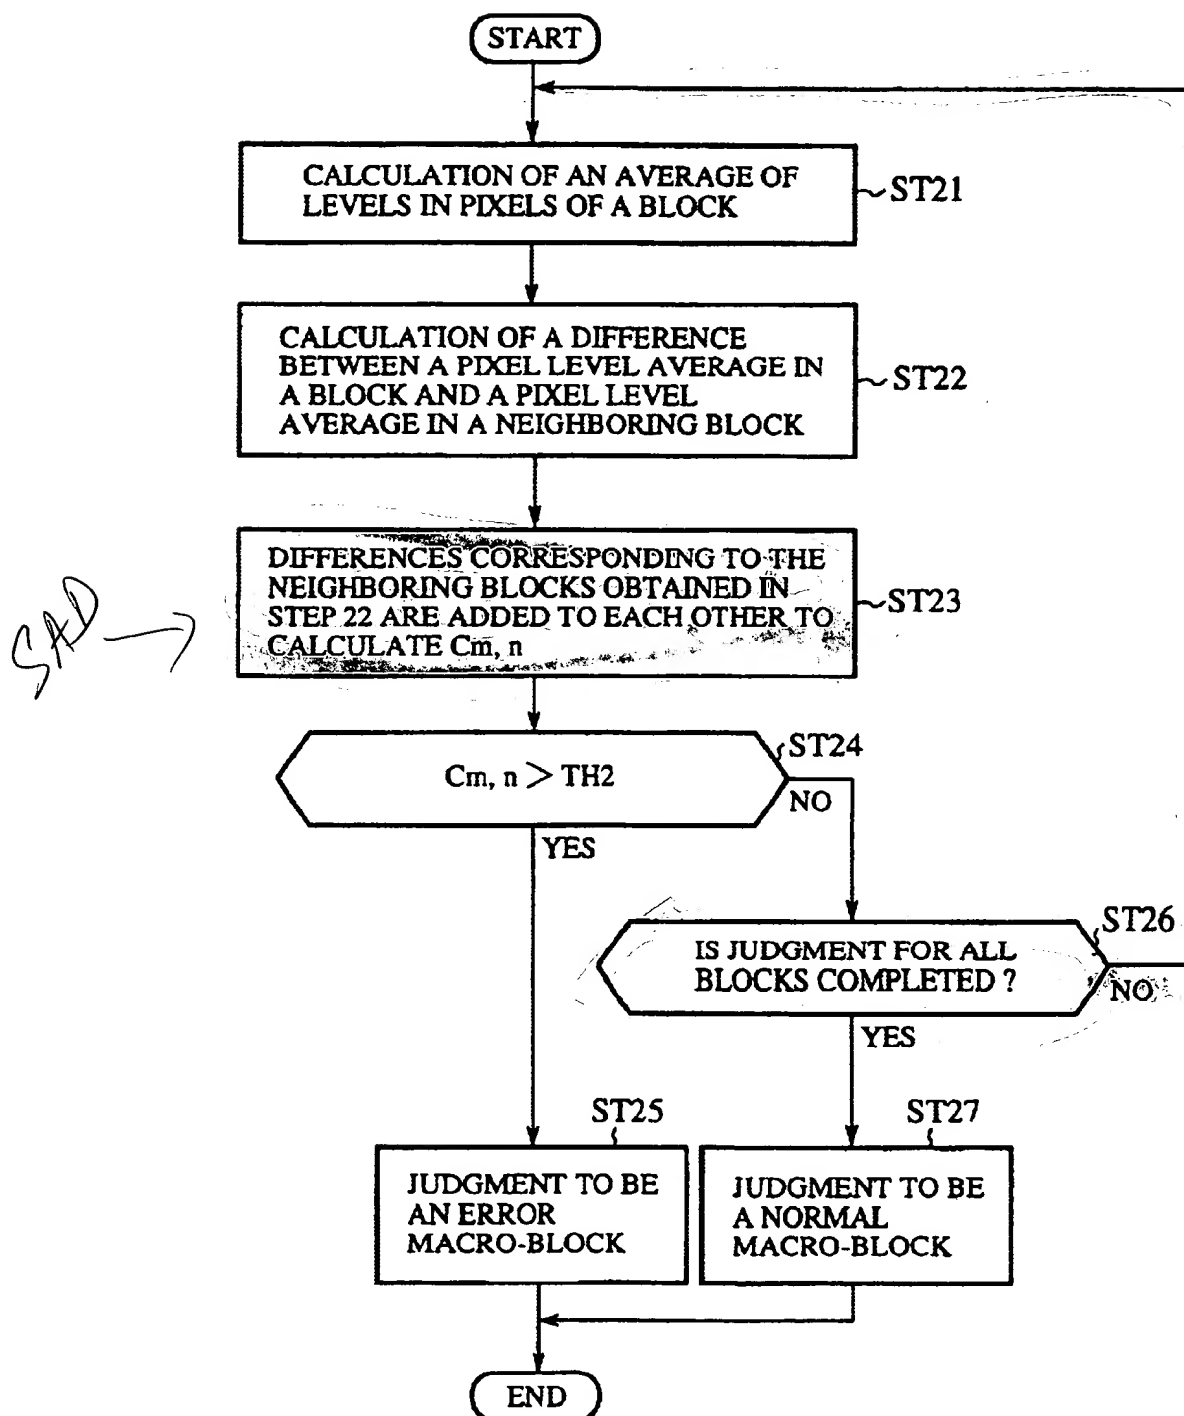 START
CALCULATION OF AN AVERAGE OF
LEVELS IN PIXELS OF A BLOCK
ST21
CALCULATION OF A DIFFERENCE
BETWEEN A PIXEL LEVEL AVERAGE IN
A BLOCK AND A PIXEL LEVEL
AVERAGE IN A NEIGHBORING BLOCK
ST22
DIFFERENCES CORRESPONDING TO THE
NEIGHBORING BLOCKS OBTAINED IN
STEP 22 ARE ADDED TO EACH OTHER TO
CALCULATE Cm, n
ST23
SAD
Cm, n > TH2
ST24
NO
YES
IS JUDGMENT FOR ALL
BLOCKS COMPLETED ?
ST26
NO
YES
ST25
JUDGMENT TO BE
AN ERROR
MACRO-BLOCK
ST27
JUDGMENT TO BE
A NORMAL
MACRO-BLOCK
END